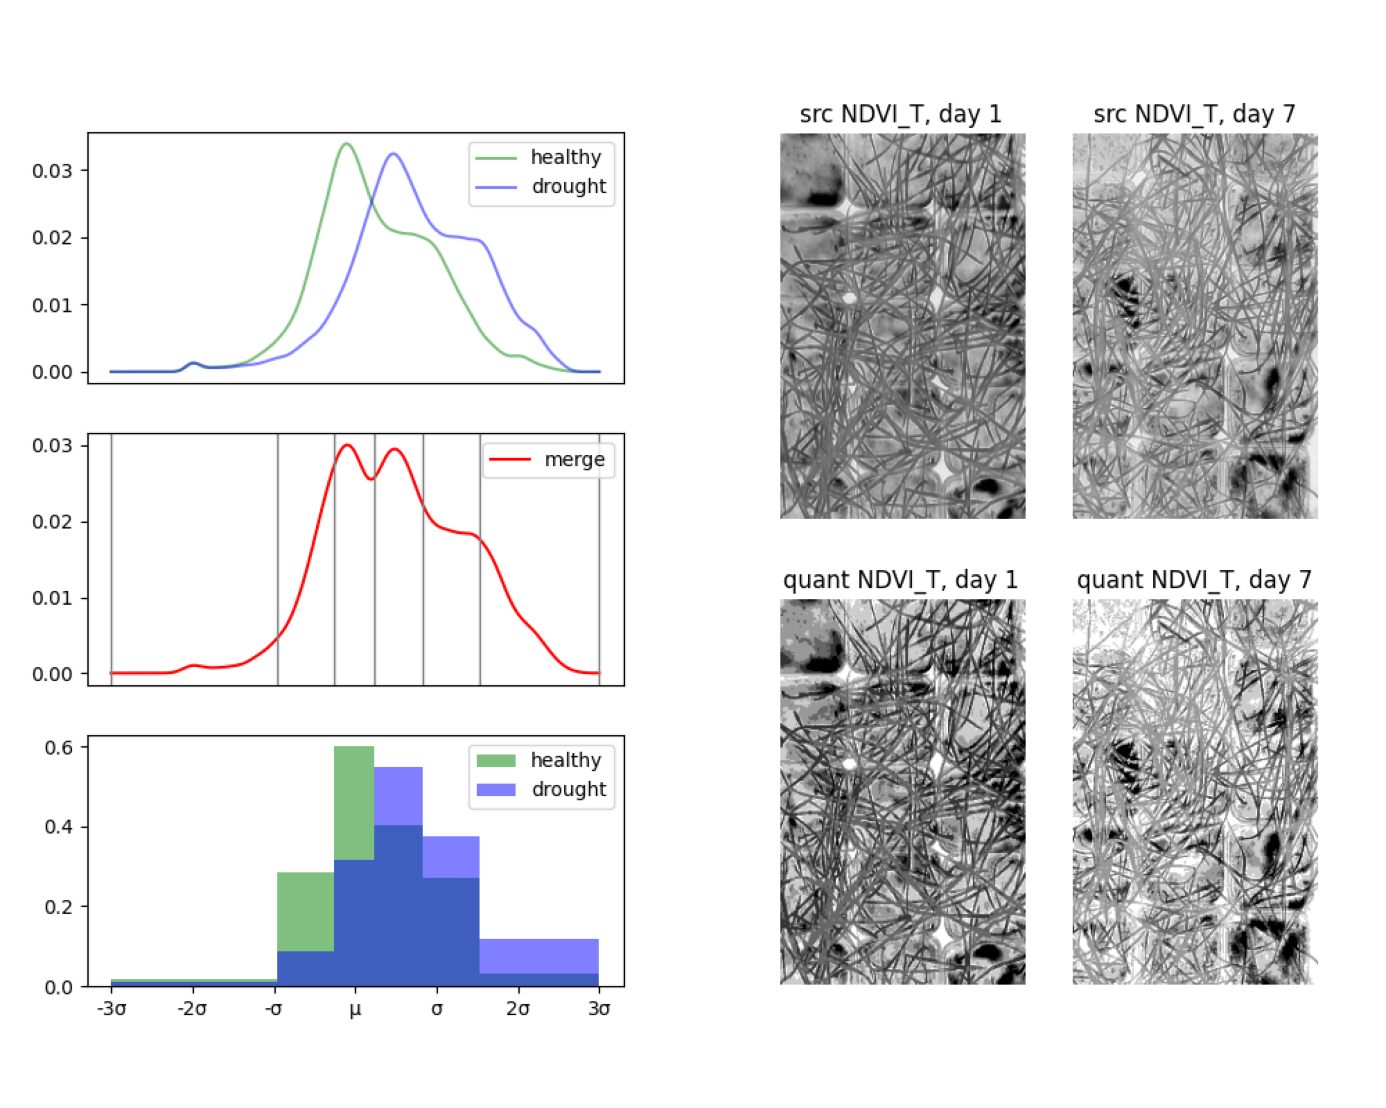 healthy
drought
0.03
0.02
0.01
0.00
merge
0.03
0.02
0.01
0.00
healthy
drought
0.6
0.4
0.2
0.0
-3σ -2σ -σ μ σ 2σ 3σ
src NDVI_T, day 1
src NDVI_T, day 7
quant NDVI_T, day 1
quant NDVI_T, day 7